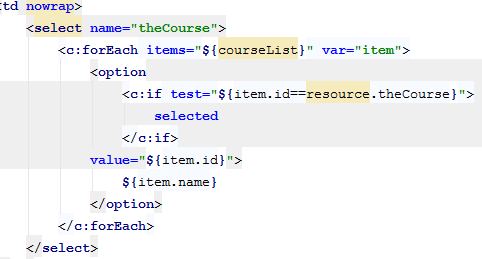 td nowrap>
<select name="theCourse">
<c:forEach items="${courseList}" var="item">
<option
<c:if test="${item.id==resource.theCourse}">
selected
</c:if>
value="${item.id}">
${item.name}
</option>
</c:forEach>
</select>